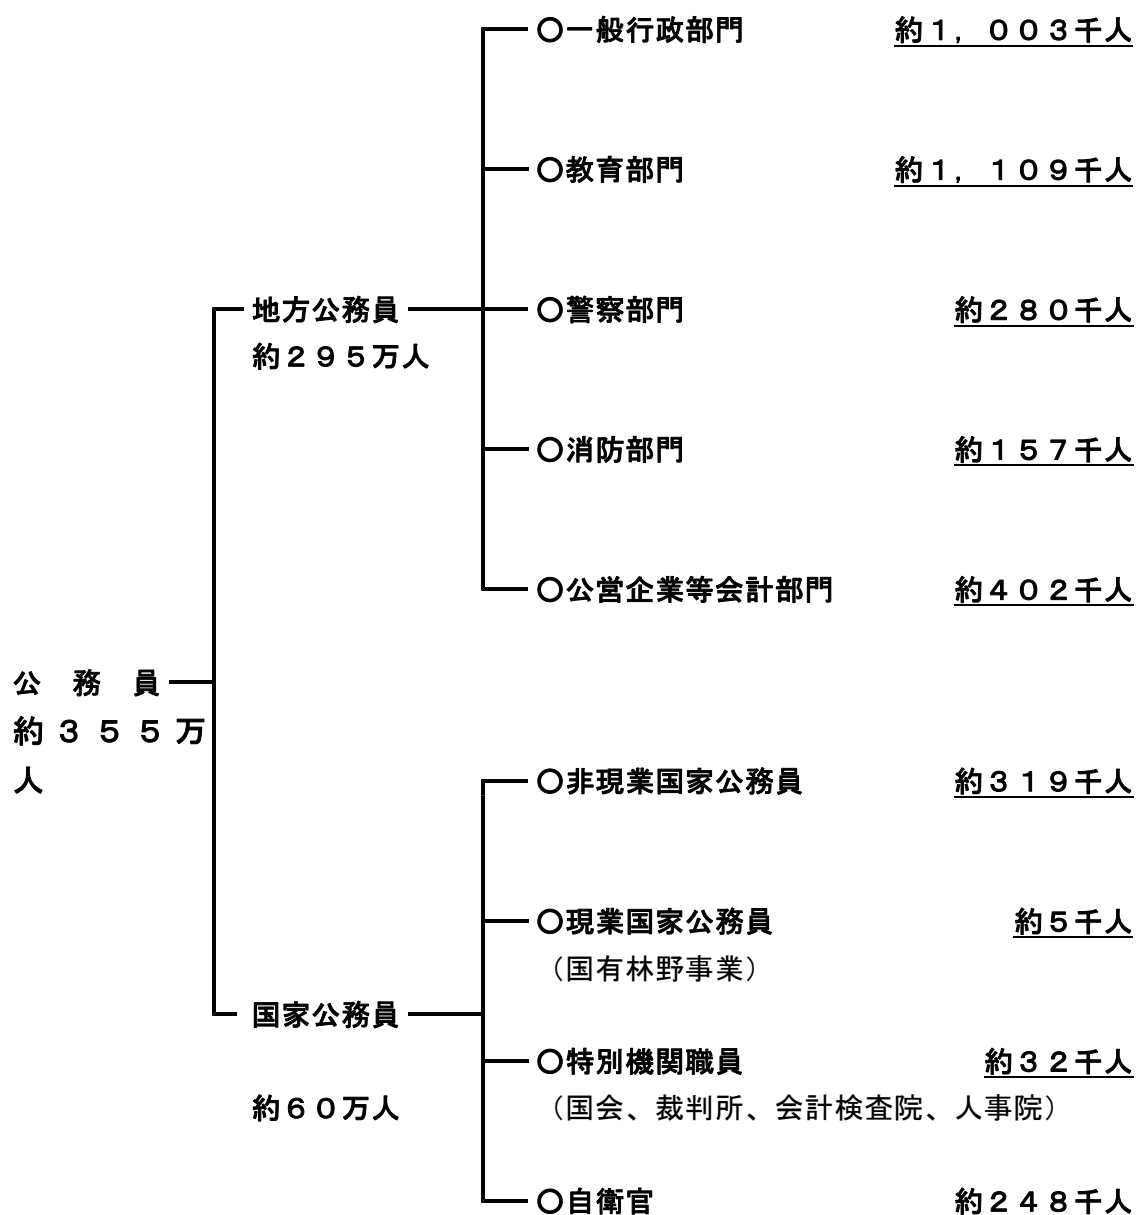 ○一般行政部門 約１，００３千人
○教育部門 約１，１０９千人
地方公務員 ○警察部門 約２８０千人
約２９５万人
○消防部門 約１５７千人
○公営企業等会計部門 約４０２千人
公　務　員
約３５５万
人
○非現業国家公務員 約３１９千人
○現業国家公務員 約５千人
（国有林野事業）
国家公務員
○特別機関職員 約３２千人
約６０万人 （国会、裁判所、会計検査院、人事院）
○自衛官 約２４８千人